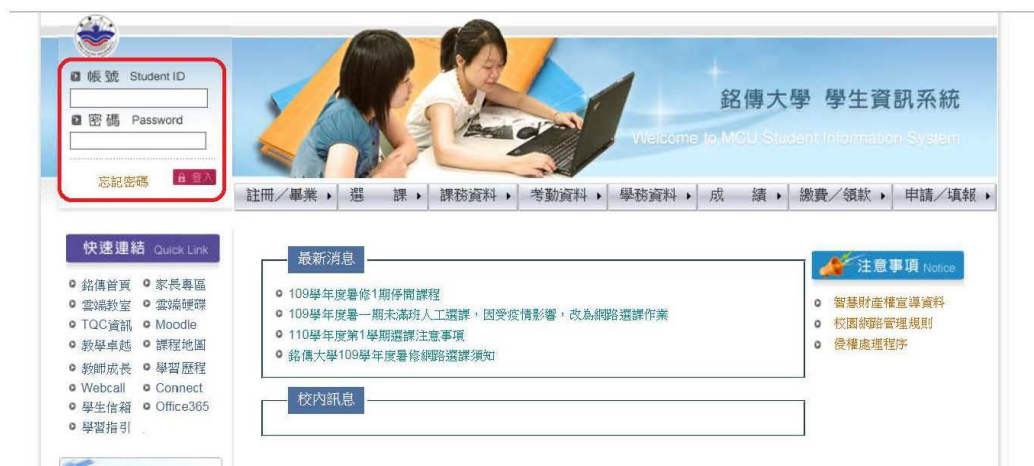 帳號 Student ID
密碼 Password
忘記密碼 登入
銘傳大學 學生資訊系統
Welcome to MCU Student Information System
註冊／畢業 選 課 課務資料 考勤資料 學務資料 成 績 繳費／領款 申請／填報
快速連結 Quick Link
銘傳首頁 家長專區
雲端教室 雲端硬碟
TQC資訊 Moodle
教學卓越 課程地圖
教師成長 學習歷程
Webcall Connect
學生信箱 Office365
學習指引
最新消息
109學年度暑修1期停開課程
109學年度暑一期未滿班人工選課，因受疫情影響，改為網路選課作業
110學年度第1學期選課注意事項
銘傳大學109學年度暑修網路選課須知
校內訊息
注意事項 Notice
智慧財產權宣導資料
校園網路管理規則
侵權處理程序